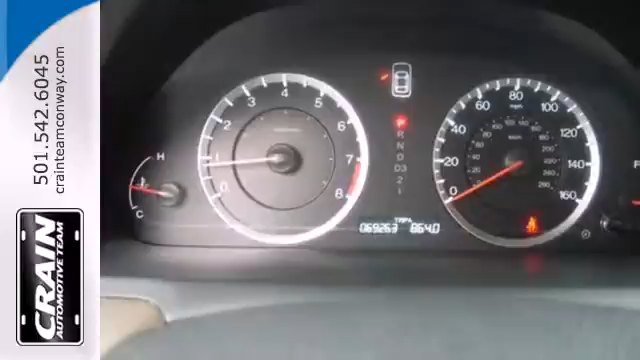 501.542.6045
crainteamconway.com
CRAIN
AUTOMOTIVE TEAM
H
C
0
1
2
3
4
5
6
7
8
P
R
N
D
D3
2
1
TRIP A
069263 864.0
0
20
40
60
80
100
120
140
160
mph